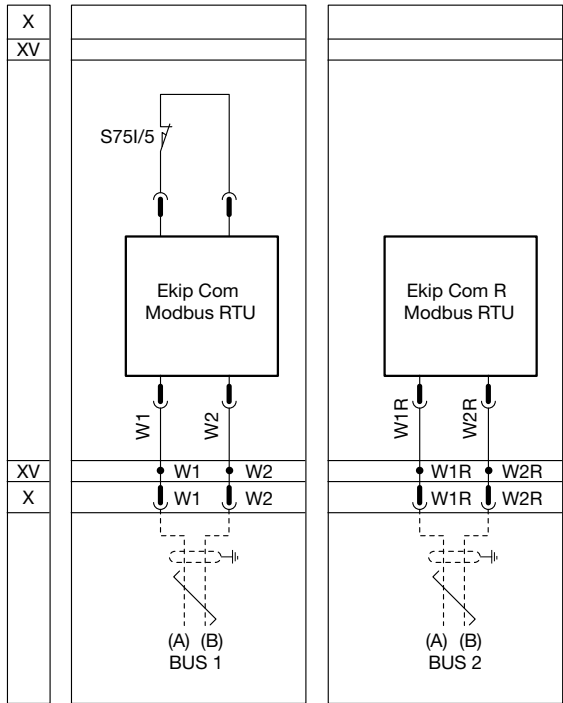 X
XV
S75I/5
Ekip Com
Modbus RTU
Ekip Com R
Modbus RTU
W1
W2
W1R
W2R
XV
W1
W2
W1R
W2R
X
W1
W2
W1R
W2R
(A) (B)
BUS 1
(A) (B)
BUS 2